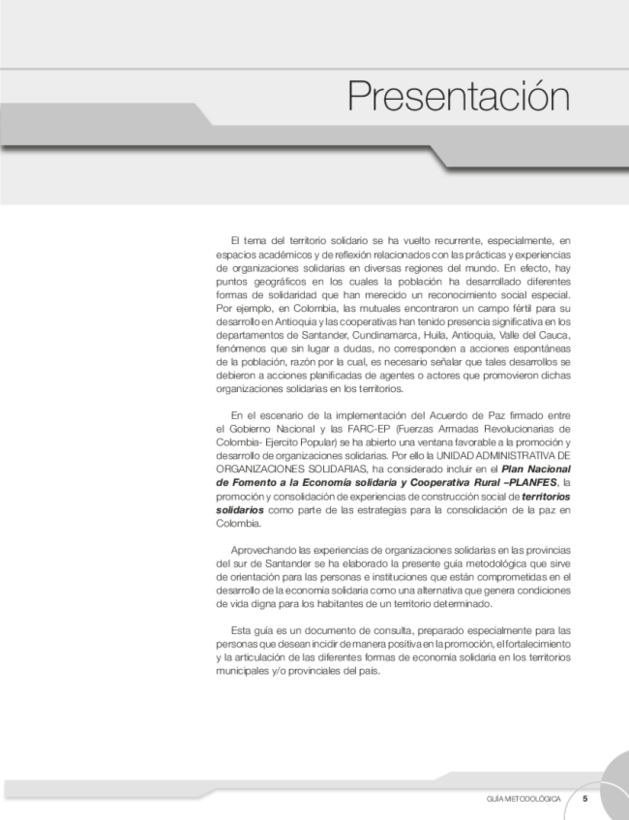 Presentación
El tema del territorio solidario se ha vuelto recurrente, especialmente, en
espacios académicos y de reflexión relacionados con las prácticas y experiencias
de organizaciones solidarias en diversas regiones del mundo. En efecto, hay
puntos geográficos en los cuales la población ha desarrollado diferentes
formas de solidaridad que han merecido un reconocimiento social especial.
Por ejemplo, en Colombia, las mutuales encontraron un campo fértil para su
desarrollo en Antioquia y las cooperativas han tenido presencia significativa en los
departamentos de Santander, Cundinamarca, Huila, Antioquia, Valle del Cauca,
fenómenos que sin lugar a dudas, no corresponden a acciones espontáneas
de la población, razón por la cual, es necesario señalar que tales desarrollos se
debieron a acciones planificadas de agentes o actores que promovieron dichas
organizaciones solidarias en los territorios.
En el escenario de la implementación del Acuerdo de Paz firmado entre
el Gobierno Nacional y las FARC-EP (Fuerzas Armadas Revolucionarias de
Colombia- Ejercito Popular) se ha abierto una ventana favorable a la promoción y
desarrollo de organizaciones solidarias. Por ello la UNIDAD ADMINISTRATIVA DE
ORGANIZACIONES SOLIDARIAS, ha considerado incluir en el Plan Nacional
de Fomento a la Economía solidaria y Cooperativa Rural –PLANFES, la
promoción y consolidación de experiencias de construcción social de territorios
solidarios como parte de las estrategias para la consolidación de la paz en
Colombia.
Aprovechando las experiencias de organizaciones solidarias en las provincias
del sur de Santander se ha elaborado la presente guía metodológica que sirve
de orientación para las personas e instituciones que están comprometidas en el
desarrollo de la economía solidaria como una alternativa que genera condiciones
de vida digna para los habitantes de un territorio determinado.
Esta guía es un documento de consulta, preparado especialmente para las
personas que desean incidir de manera positiva en la promoción, el fortalecimiento
y la articulación de las diferentes formas de economía solidaria en los territorios
municipales y/o provinciales del país.
GUÍA METODOLÓGICA 5